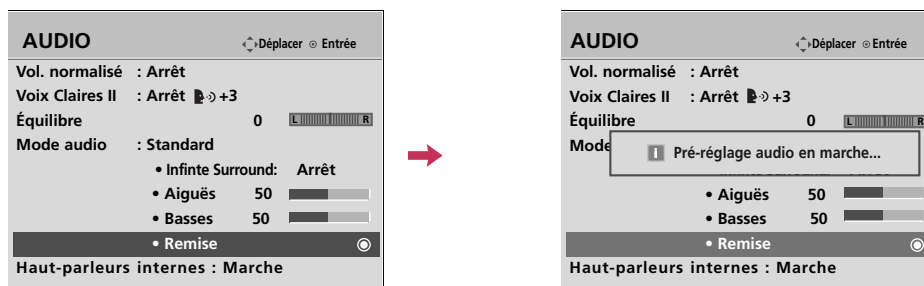 AUDIO
Déplacer Entrée
Vol. normalisé : Arrêt
Voix Claires II : Arrêt +3
Équilibre 0 L R
Mode audio : Standard
• Infinte Surround: Arrêt
• Aiguës 50
• Basses 50
• Remise
Haut-parleurs internes : Marche
AUDIO
Déplacer Entrée
Vol. normalisé : Arrêt
Voix Claires II : Arrêt +3
Équilibre 0 L R
Mode
i Pré-réglage audio en marche...
• Aiguës 50
• Basses 50
• Remise
Haut-parleurs internes : Marche